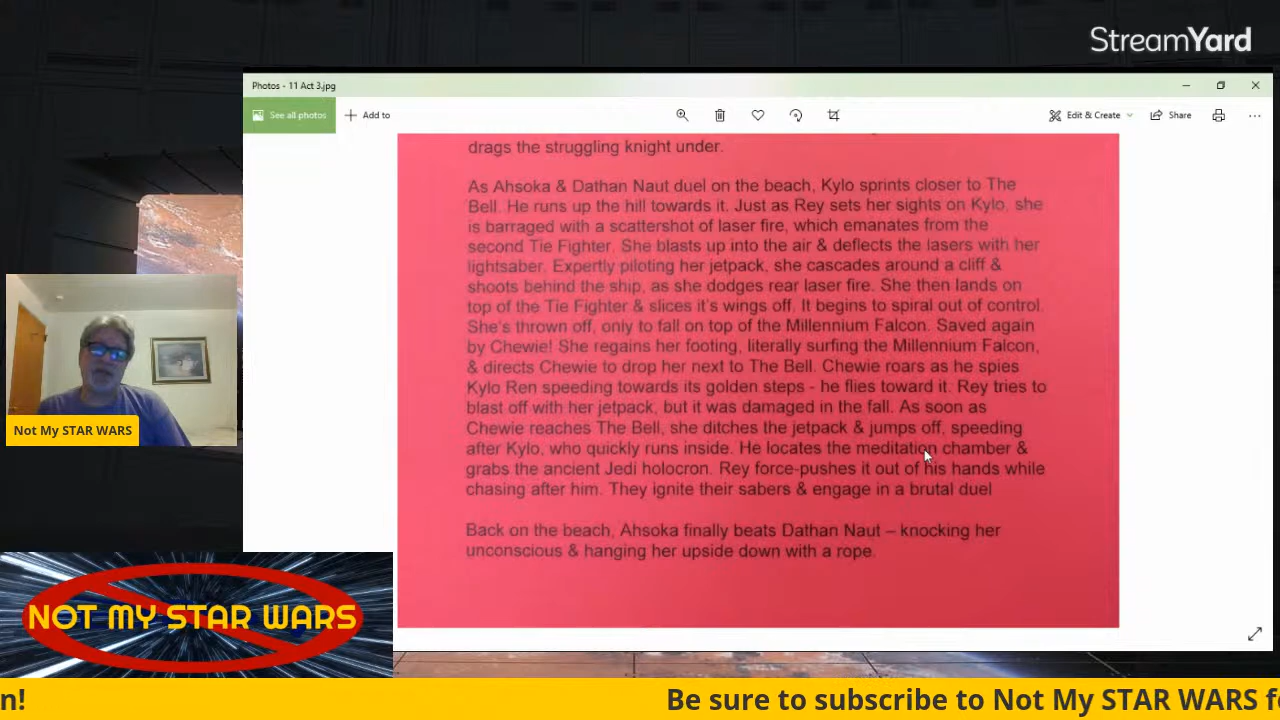 StreamYard
Photos - 11 Act 3.jpg
See all photos
Add to
Edit & Create
Share
drags the struggling knight under.
As Ahsoka & Dathan Naut duel on the beach, Kylo sprints closer to The
Bell. He runs up the hill towards it. Just as Rey sets her sights on Kylo, she
is barraged with a scattershot of laser fire, which emanates from the
second Tie Fighter. She blasts up into the air & deflects the lasers with her
lightsaber. Expertly piloting her jetpack, she cascades around a cliff &
shoots behind the ship, as she dodges rear laser fire. She then lands on
top of the Tie Fighter & slices it's wings off. It begins to spiral out of control.
She's thrown off, only to fall on top of the Millennium Falcon. Saved again
by Chewie! She regains her footing, literally surfing the Millennium Falcon,
& directs Chewie to drop her next to The Bell. Chewie roars as he spies
Kylo Ren speeding towards its golden steps - he flies toward it. Rey tries to
blast off with her jetpack, but it was damaged in the fall. As soon as
Chewie reaches The Bell, she ditches the jetpack & jumps off, speeding
after Kylo, who quickly runs inside. He locates the meditation chamber &
grabs the ancient Jedi holocron. Rey force-pushes it out of his hands while
chasing after him. They ignite their sabers & engage in a brutal duel
Back on the beach, Ahsoka finally beats Dathan Naut – knocking her
unconscious & hanging her upside down with a rope.
Not My STAR WARS
NOT MY STAR WARS
n!
Be sure to subscribe to Not My STAR WARS f